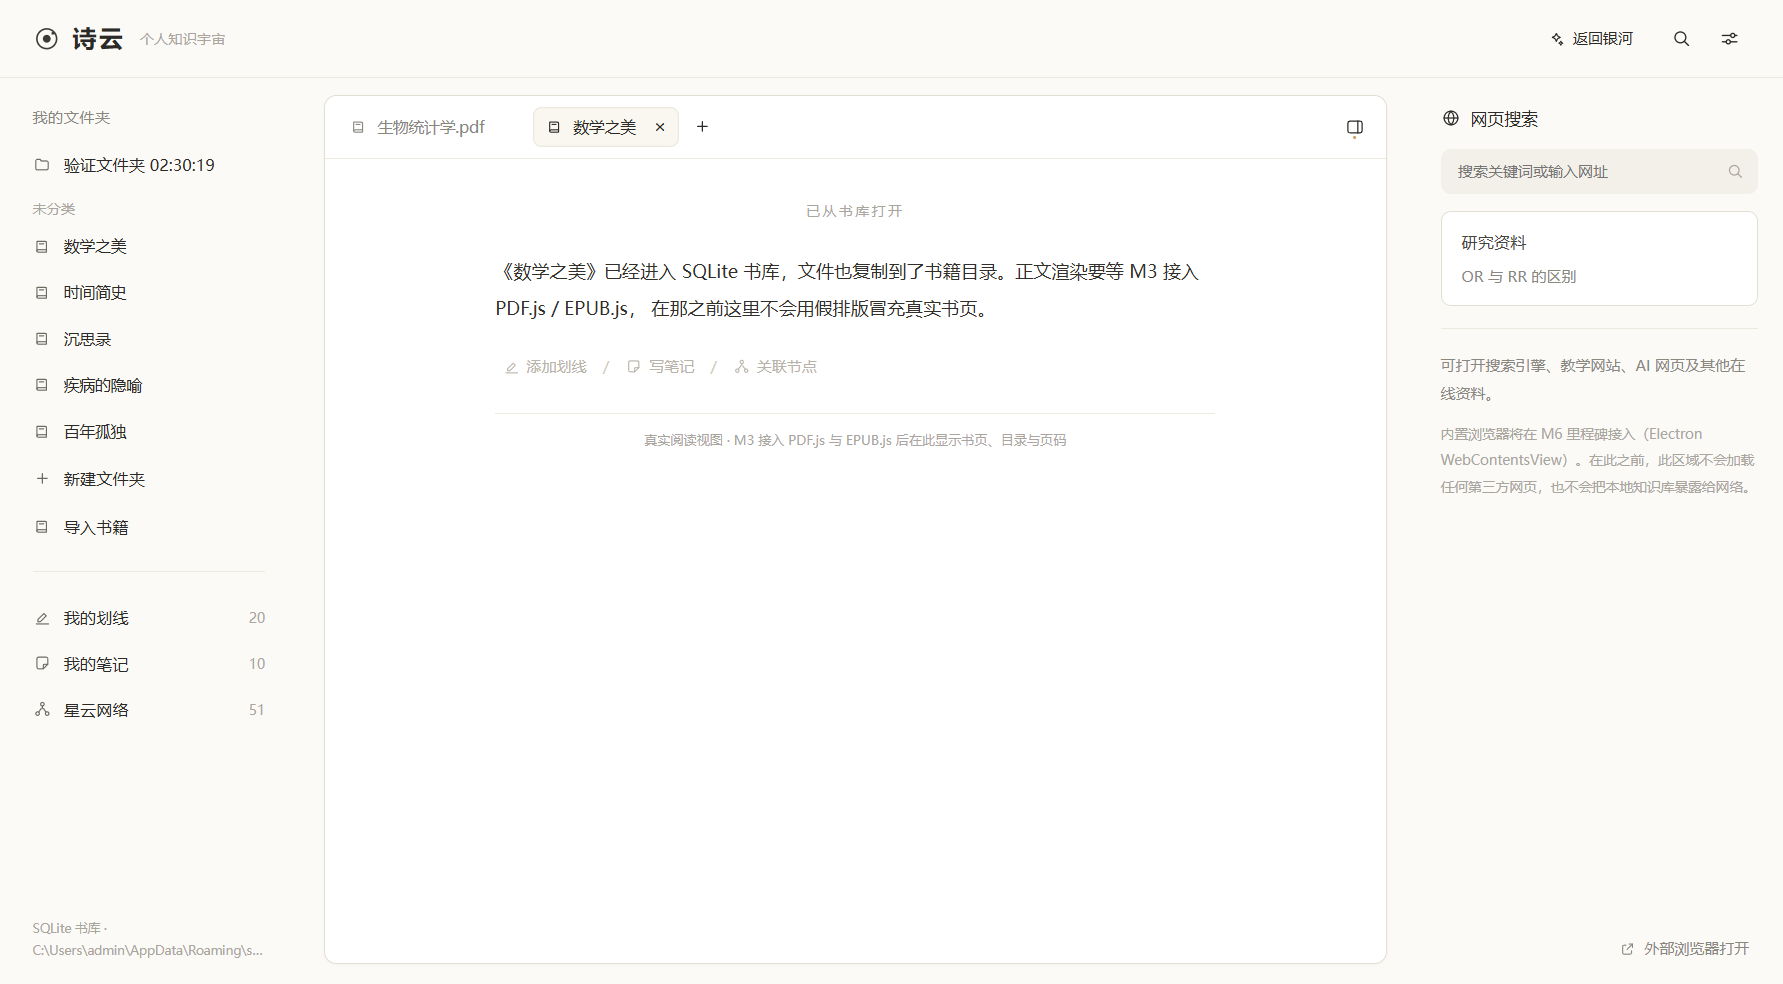 诗云 个人知识宇宙
返回银河
我的文件夹
验证文件夹 02:30:19
未分类
数学之美
时间简史
沉思录
疾病的隐喻
百年孤独
新建文件夹
导入书籍
我的划线 20
我的笔记 10
星云网络 51
SQLite 书库 ·
C:\Users\admin\AppData\Roaming\s...
生物统计学.pdf
数学之美
已从书库打开
《数学之美》已经进入 SQLite 书库，文件也复制到了书籍目录。正文渲染要等 M3 接入
PDF.js / EPUB.js， 在那之前这里不会用假排版冒充真实书页。
添加划线 / 写笔记 / 关联节点
真实阅读视图 · M3 接入 PDF.js 与 EPUB.js 后在此显示书页、目录与页码
网页搜索
搜索关键词或输入网址
研究资料
OR 与 RR 的区别
可打开搜索引擎、教学网站、AI 网页及其他在
线资料。
内置浏览器将在 M6 里程碑接入（Electron
WebContentsView）。在此之前，此区域不会加载
任何第三方网页，也不会把本地知识库暴露给网络。
外部浏览器打开